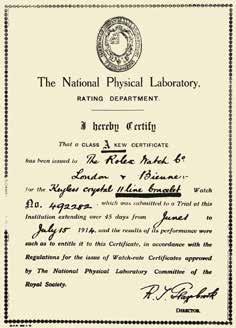 The National Physical Laboratory.
RATING DEPARTMENT.
I hereby Certify
That a CLASS A KEW CERTIFICATE
has been issued to The Rolex Watch Co
London & Bienne
for the Keyless crystal 11 line bracelet Watch
No. 492282, which was submitted to a Trial at this
Institution extending over 45 days from June 1 to
July 15 1914, and the results of its performance were
such as to entitle it to this Certificate, in accordance with the
Regulations for the issue of Watch-rate Certificates approved
by The National Physical Laboratory Committee of the
Royal Society.
DIRECTOR.